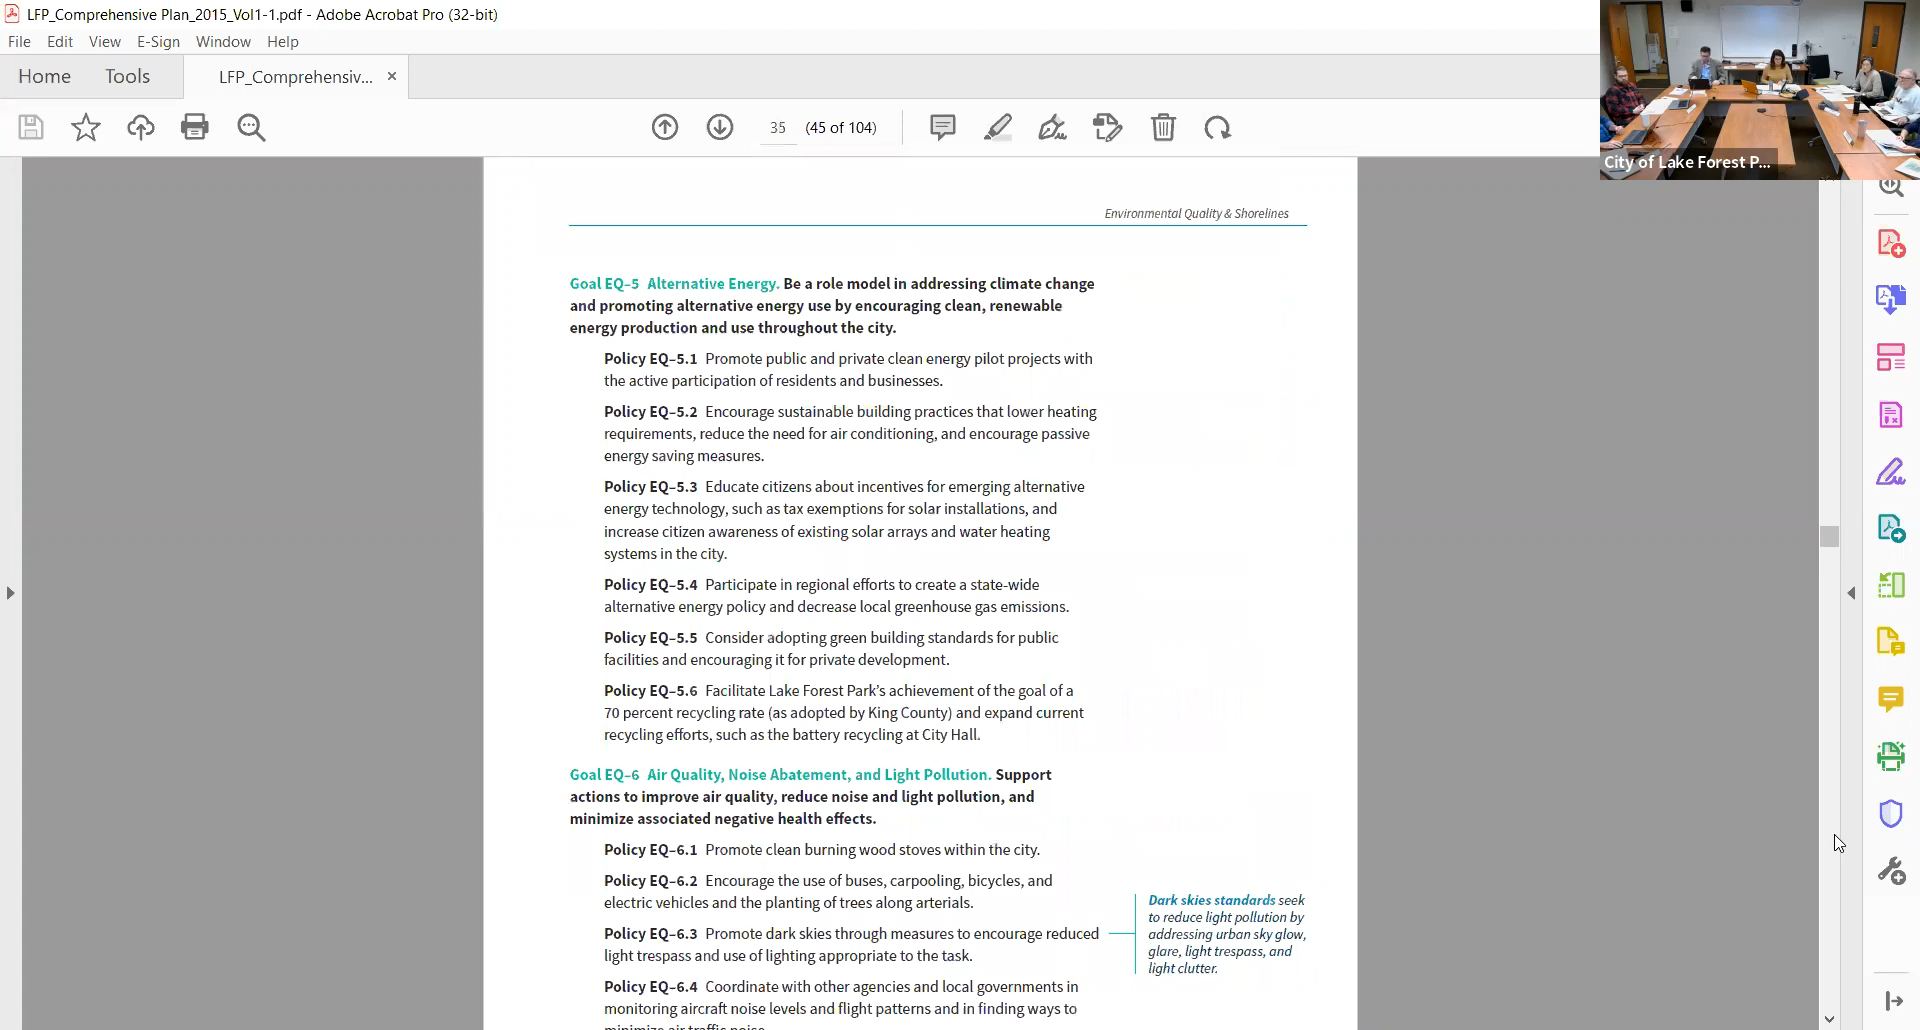 LFP_Comprehensive Plan_2015_Vol1-1.pdf - Adobe Acrobat Pro (32-bit)
File Edit View E-Sign Window Help
Home Tools LFP_Comprehensiv... ×
35 (45 of 104)
City of Lake Forest P...
Environmental Quality & Shorelines
Goal EQ–5 Alternative Energy. Be a role model in addressing climate change
and promoting alternative energy use by encouraging clean, renewable
energy production and use throughout the city.
Policy EQ–5.1 Promote public and private clean energy pilot projects with
the active participation of residents and businesses.
Policy EQ–5.2 Encourage sustainable building practices that lower heating
requirements, reduce the need for air conditioning, and encourage passive
energy saving measures.
Policy EQ–5.3 Educate citizens about incentives for emerging alternative
energy technology, such as tax exemptions for solar installations, and
increase citizen awareness of existing solar arrays and water heating
systems in the city.
Policy EQ–5.4 Participate in regional efforts to create a state-wide
alternative energy policy and decrease local greenhouse gas emissions.
Policy EQ–5.5 Consider adopting green building standards for public
facilities and encouraging it for private development.
Policy EQ–5.6 Facilitate Lake Forest Park’s achievement of the goal of a
70 percent recycling rate (as adopted by King County) and expand current
recycling efforts, such as the battery recycling at City Hall.
Goal EQ–6 Air Quality, Noise Abatement, and Light Pollution. Support
actions to improve air quality, reduce noise and light pollution, and
minimize associated negative health effects.
Policy EQ–6.1 Promote clean burning wood stoves within the city.
Policy EQ–6.2 Encourage the use of buses, carpooling, bicycles, and
electric vehicles and the planting of trees along arterials.
Policy EQ–6.3 Promote dark skies through measures to encourage reduced
light trespass and use of lighting appropriate to the task.
Dark skies standards seek
to reduce light pollution by
addressing urban sky glow,
glare, light trespass, and
light clutter.
Policy EQ–6.4 Coordinate with other agencies and local governments in
monitoring aircraft noise levels and flight patterns and in finding ways to
minimize air traffic noise.